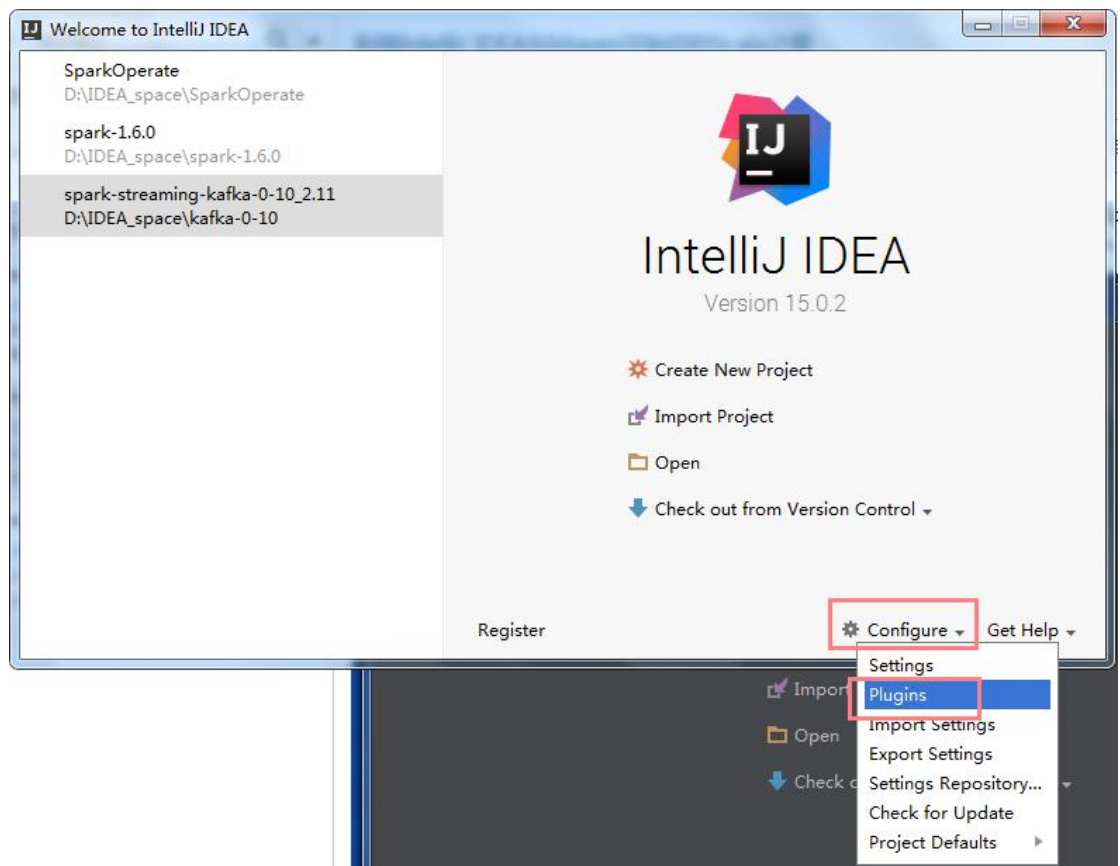 Welcome to IntelliJ IDEA
SparkOperate
D:\IDEA_space\SparkOperate
spark-1.6.0
D:\IDEA_space\spark-1.6.0
spark-streaming-kafka-0-10_2.11
D:\IDEA_space\kafka-0-10
IJ
IntelliJ IDEA
Version 15.0.2
Create New Project
Import Project
Open
Check out from Version Control
Register
Configure
Get Help
Settings
Plugins
Import Settings
Export Settings
Settings Repository...
Check for Update
Project Defaults
Import
Open
Check